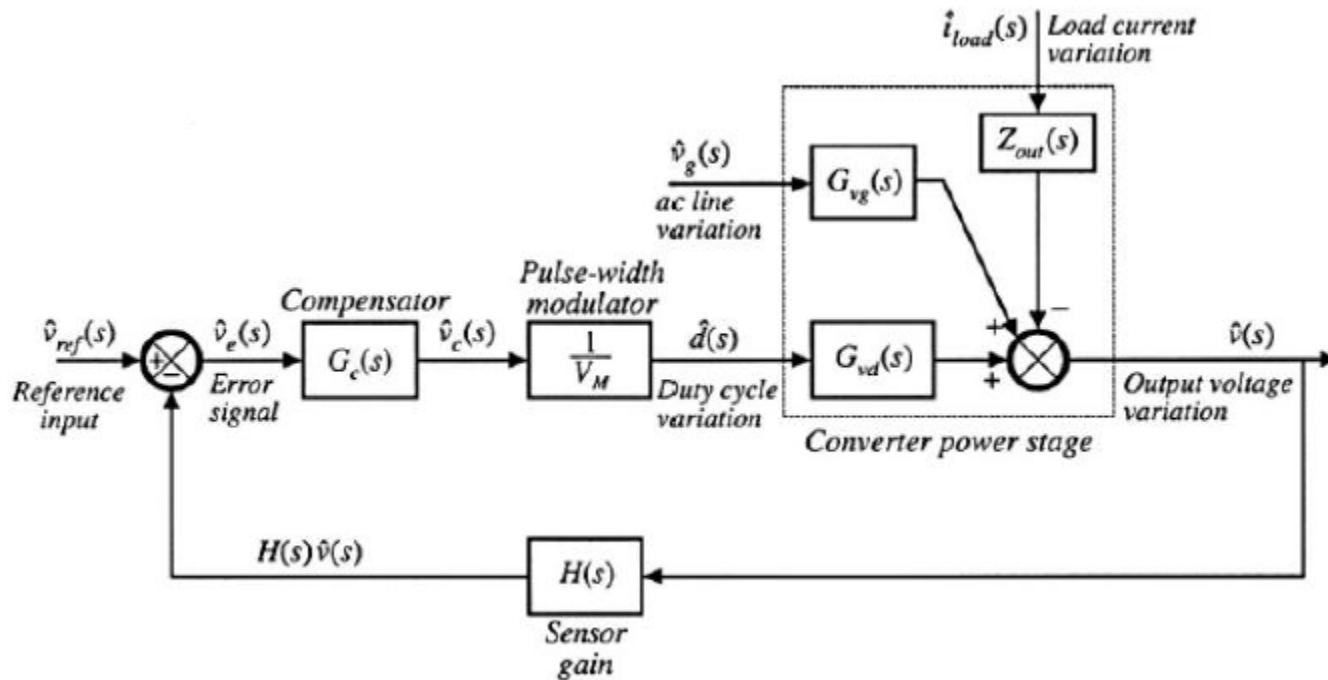 î_load(s) Load current
variation
Z_out(s)
v̂_g(s)
ac line
variation
G_vg(s)
−
+
Pulse-width
modulator
Compensator
v̂_ref(s)
Reference
input
+
−
v̂_e(s)
Error
signal
G_c(s)
v̂_c(s)
1
V_M
d̂(s)
Duty cycle
variation
G_vd(s)
+
v̂(s)
Output voltage
variation
Converter power stage
H(s)v̂(s)
H(s)
Sensor
gain